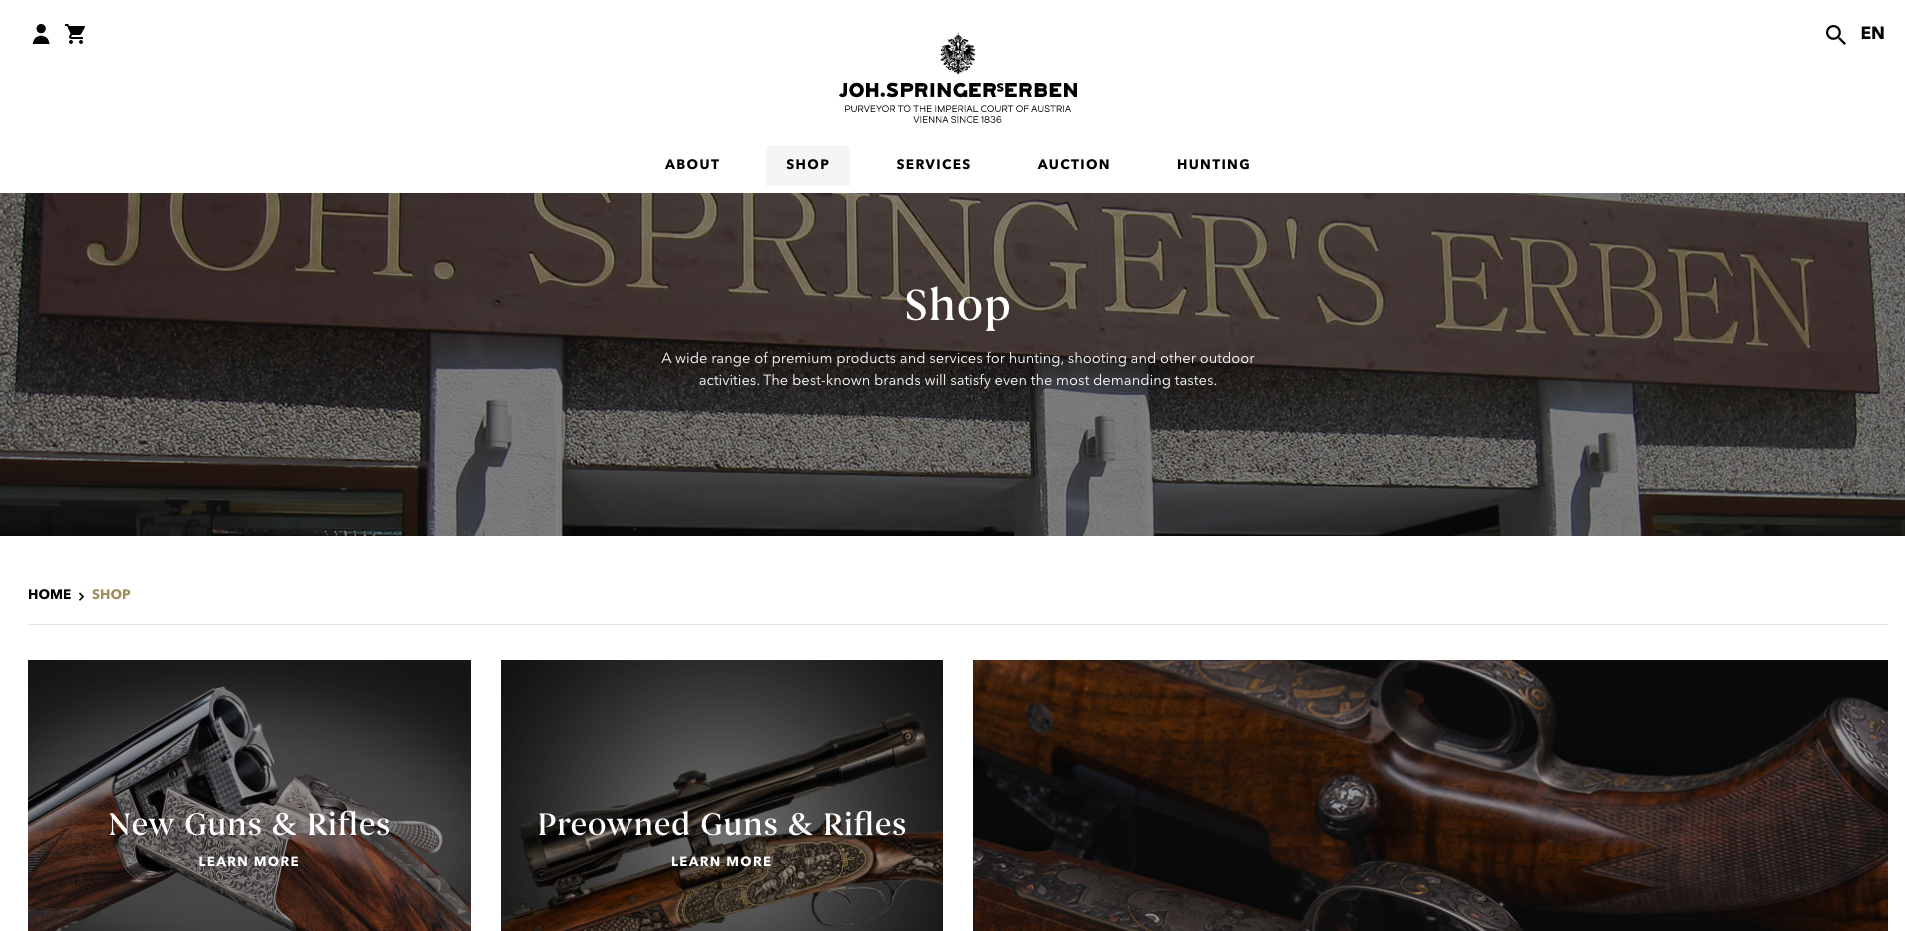 EN
JOH.SPRINGERSERBEN
PURVEYOR TO THE IMPERIAL COURT OF AUSTRIA
VIENNA SINCE 1836
ABOUT SHOP SERVICES AUCTION HUNTING
JOH. SPRINGER'S ERBEN
Shop
A wide range of premium products and services for hunting, shooting and other outdoor
activities. The best-known brands will satisfy even the most demanding tastes.
HOME › SHOP
New Guns & Rifles
LEARN MORE
Preowned Guns & Rifles
LEARN MORE